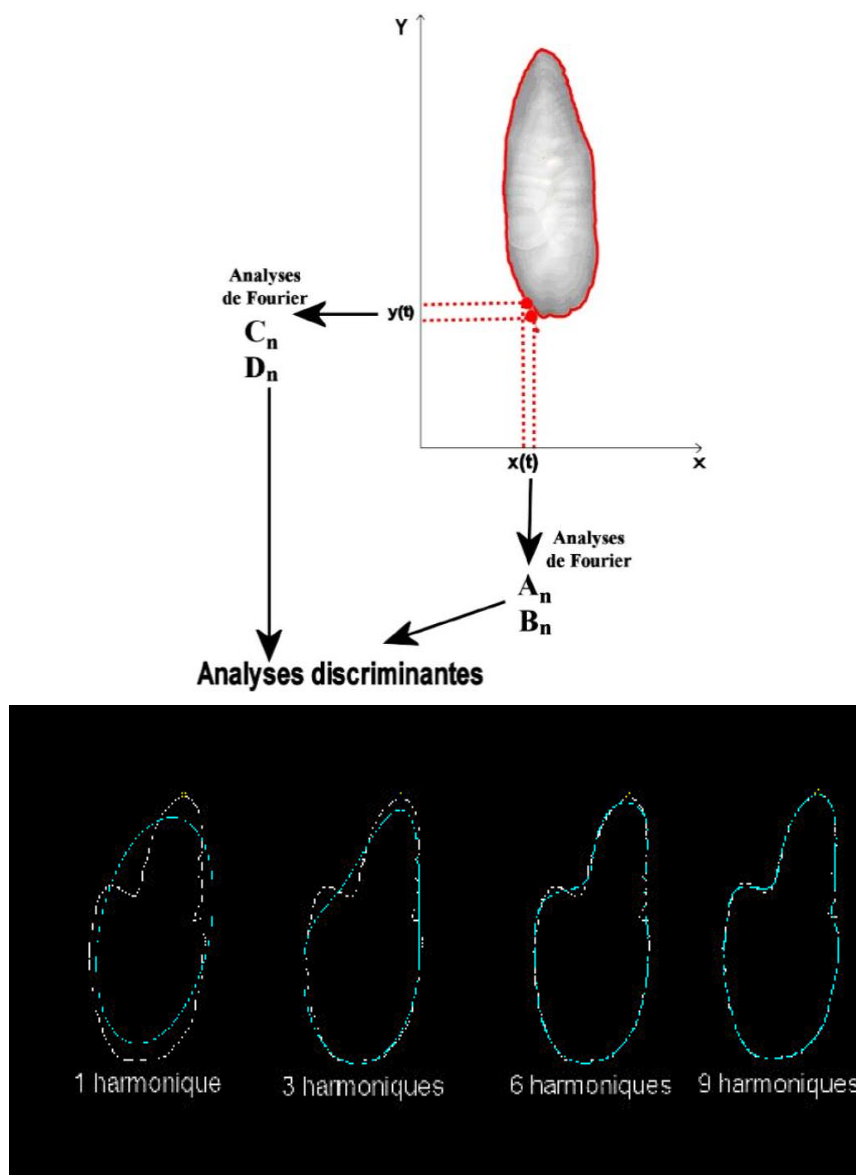 Y
Analyses
de Fourier
y(t)
Cn
Dn
x(t)
x
Analyses
de Fourier
An
Bn
Analyses discriminantes
1 harmonique
3 harmoniques
6 harmoniques
9 harmoniques